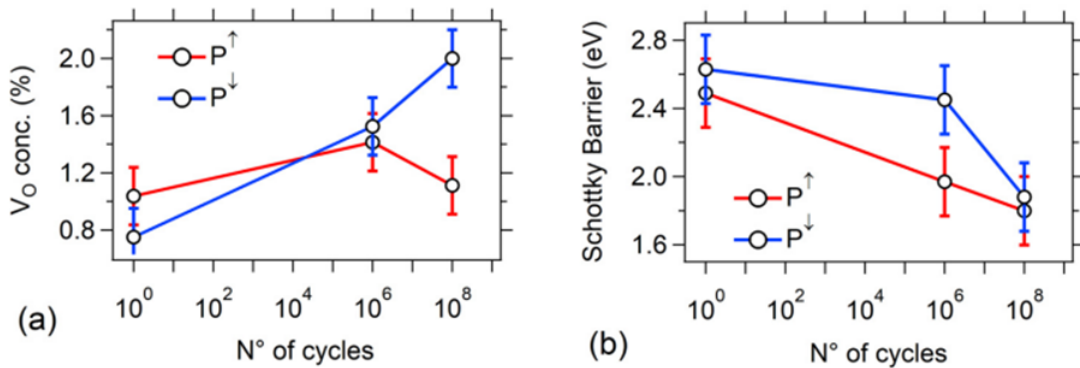 2.0
1.6
1.2
0.8
V_O conc. (%)
P↑
P↓
10^0 10^2 10^4 10^6 10^8
N° of cycles
(a)
2.8
2.4
2.0
1.6
Schottky Barrier (eV)
P↑
P↓
10^0 10^2 10^4 10^6 10^8
N° of cycles
(b)